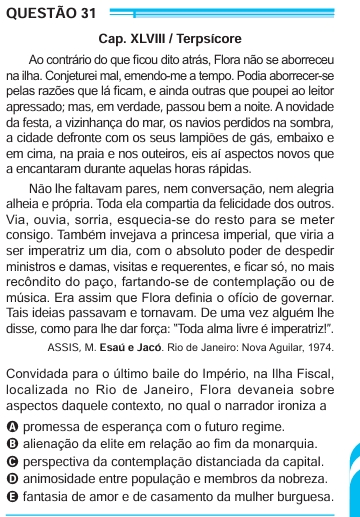 QUESTÃO 31
Cap. XLVIII / Terpsícore
Ao contrário do que ficou dito atrás, Flora não se aborreceu
na ilha. Conjeturei mal, emendo-me a tempo. Podia aborrecer-se
pelas razões que lá ficam, e ainda outras que poupei ao leitor
apressado; mas, em verdade, passou bem a noite. A novidade
da festa, a vizinhança do mar, os navios perdidos na sombra,
a cidade defronte com os seus lampiões de gás, embaixo e
em cima, na praia e nos outeiros, eis aí aspectos novos que
a encantaram durante aquelas horas rápidas.
Não lhe faltavam pares, nem conversação, nem alegria
alheia e própria. Toda ela compartia da felicidade dos outros.
Via, ouvia, sorria, esquecia-se do resto para se meter
consigo. Também invejava a princesa imperial, que viria a
ser imperatriz um dia, com o absoluto poder de despedir
ministros e damas, visitas e requerentes, e ficar só, no mais
recôndito do paço, fartando-se de contemplação ou de
música. Era assim que Flora definia o ofício de governar.
Tais ideias passavam e tornavam. De uma vez alguém lhe
disse, como para lhe dar força: "Toda alma livre é imperatriz!".
ASSIS, M. Esaú e Jacó. Rio de Janeiro: Nova Aguilar, 1974.
Convidada para o último baile do Império, na Ilha Fiscal,
localizada no Rio de Janeiro, Flora devaneia sobre
aspectos daquele contexto, no qual o narrador ironiza a
A promessa de esperança com o futuro regime.
B alienação da elite em relação ao fim da monarquia.
C perspectiva da contemplação distanciada da capital.
D animosidade entre população e membros da nobreza.
E fantasia de amor e de casamento da mulher burguesa.